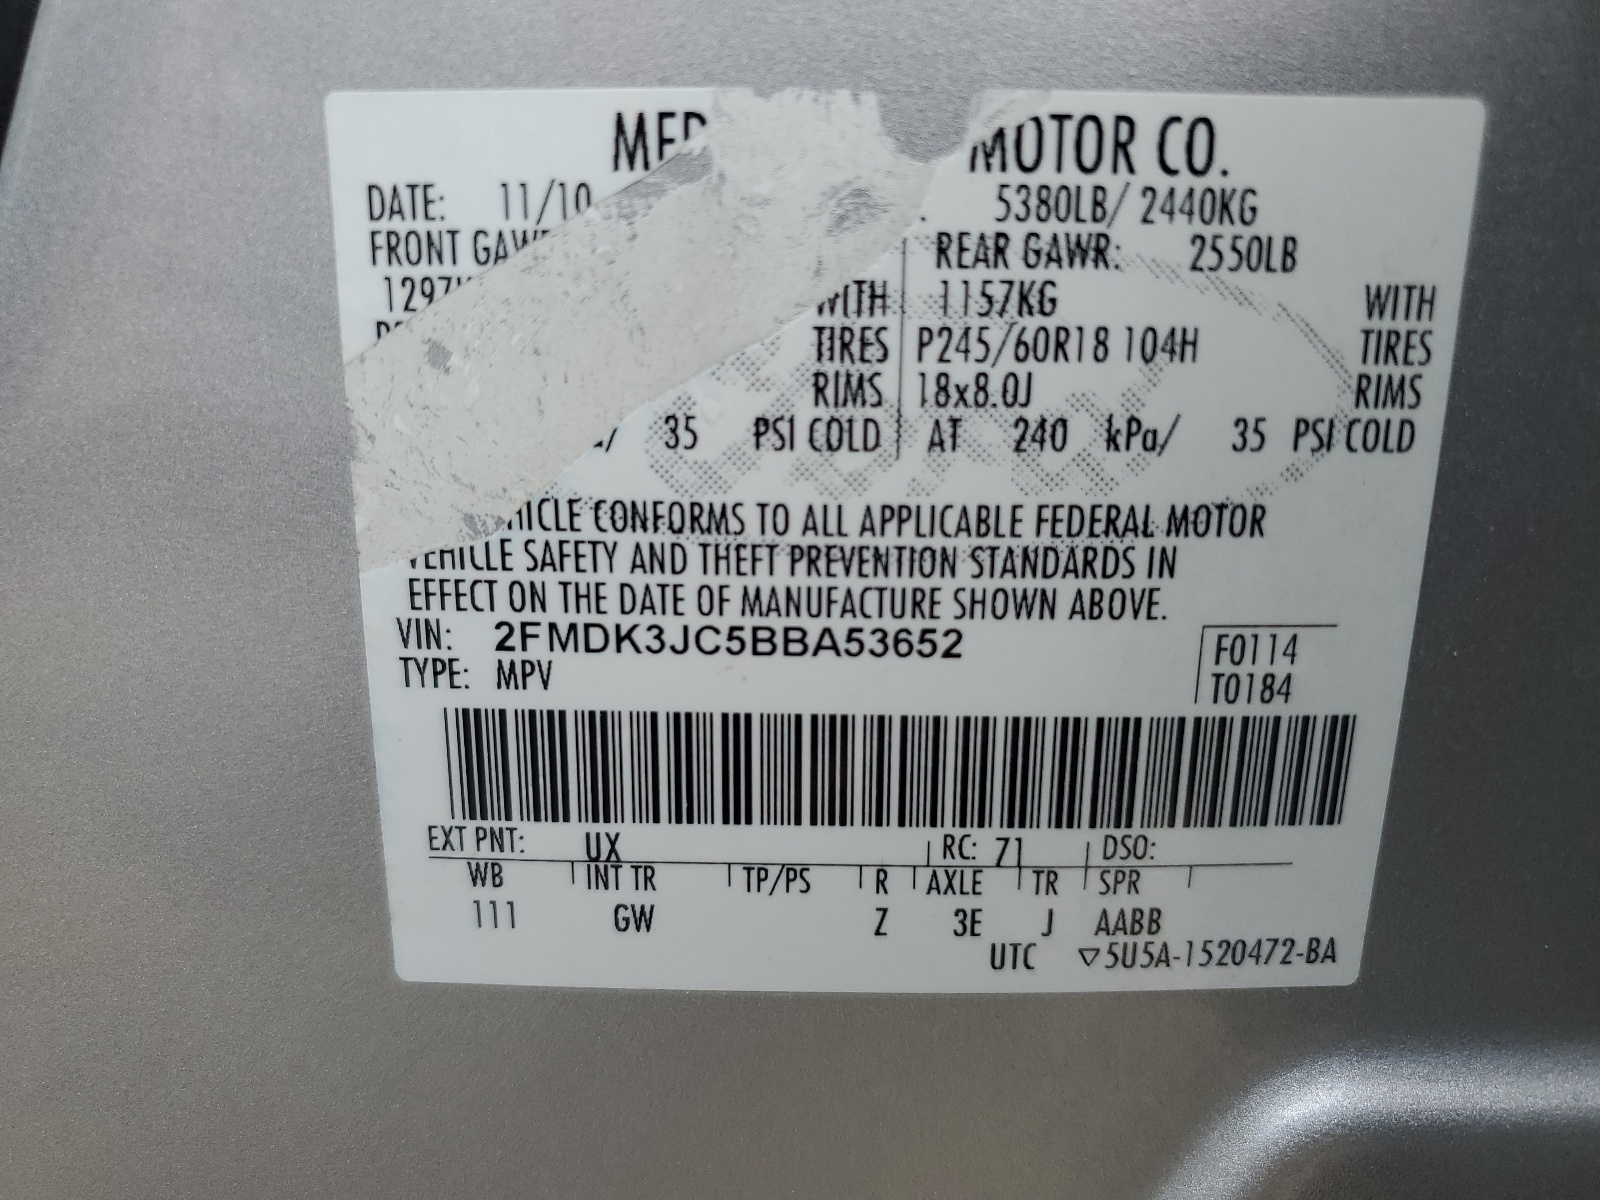 MOTOR CO.
DATE: 11/10 5380LB/ 2440KG
FRONT REAR GAWR: 2550LB
WITH 1157KG WITH
TIRES P245/60R18 104H TIRES
RIMS 18x8.0J RIMS
35 PSI COLD AT 240 kPa/ 35 PSI COLD
CONFORMS TO ALL APPLICABLE FEDERAL MOTOR
VEHICLE SAFETY AND THEFT PREVENTION STANDARDS IN
EFFECT ON THE DATE OF MANUFACTURE SHOWN ABOVE.
VIN: 2FMDK3JC5BBA53652
TYPE: MPV
F0114
T0184
EXT PNT: UX RC: 71 DSO:
WB INT TR TP/PS R AXLE TR SPR
111 GW Z 3E J AABB
UTC ▽5U5A-1520472-BA